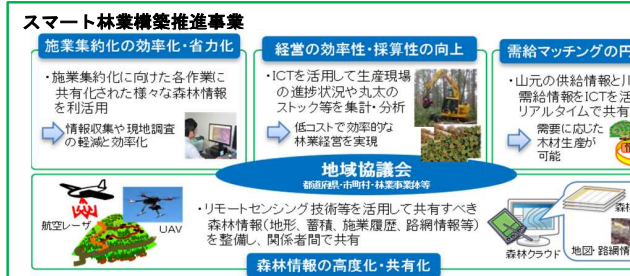 スマート林業構築推進事業
施業集約化の効率化・省力化
・施業集約化に向けた各作業に
共有化された様々な森林情報
を利活用
情報収集や現地調査
の軽減と効率化
経営の効率性・採算性の向上
・ICTを活用して生産現場
の進捗状況や丸太の
ストック等を集計・分析
低コストで効率的な
林業経営を実現
需給マッチングの円
・山元の供給情報と川
需給情報をICTを活
リアルタイムで共有
需要に応じた
木材生産が
可能
地域協議会
都道府県・市町村・林業事業体等
航空レーザ
UAV
・リモートセンシング技術等を活用して共有すべき
森林情報(地形、蓄積、施業履歴、路網情報等)
を整備し、関係者間で共有
森林クラウド
森林
地図・路網情
森林情報の高度化・共有化